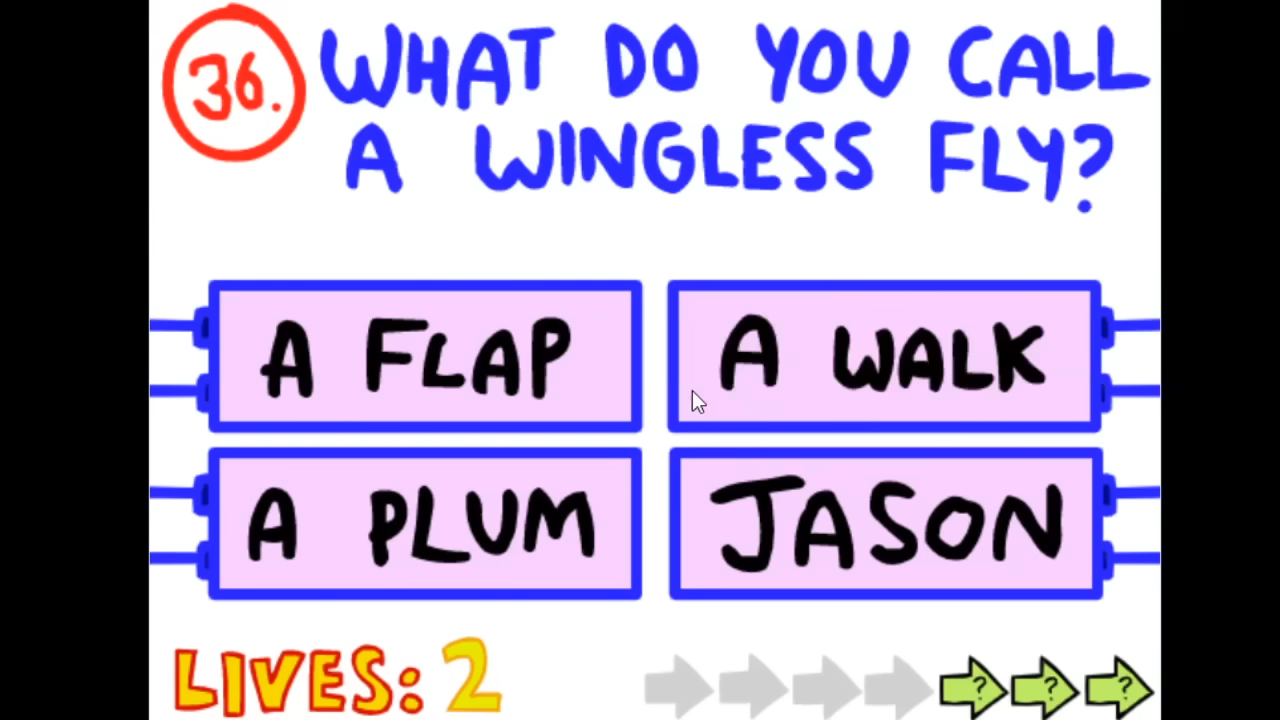 36. WHAT DO YOU CALL
A WINGLESS FLY?
A FLAP
A WALK
A PLUM
JASON
LIVES: 2
? ? ?